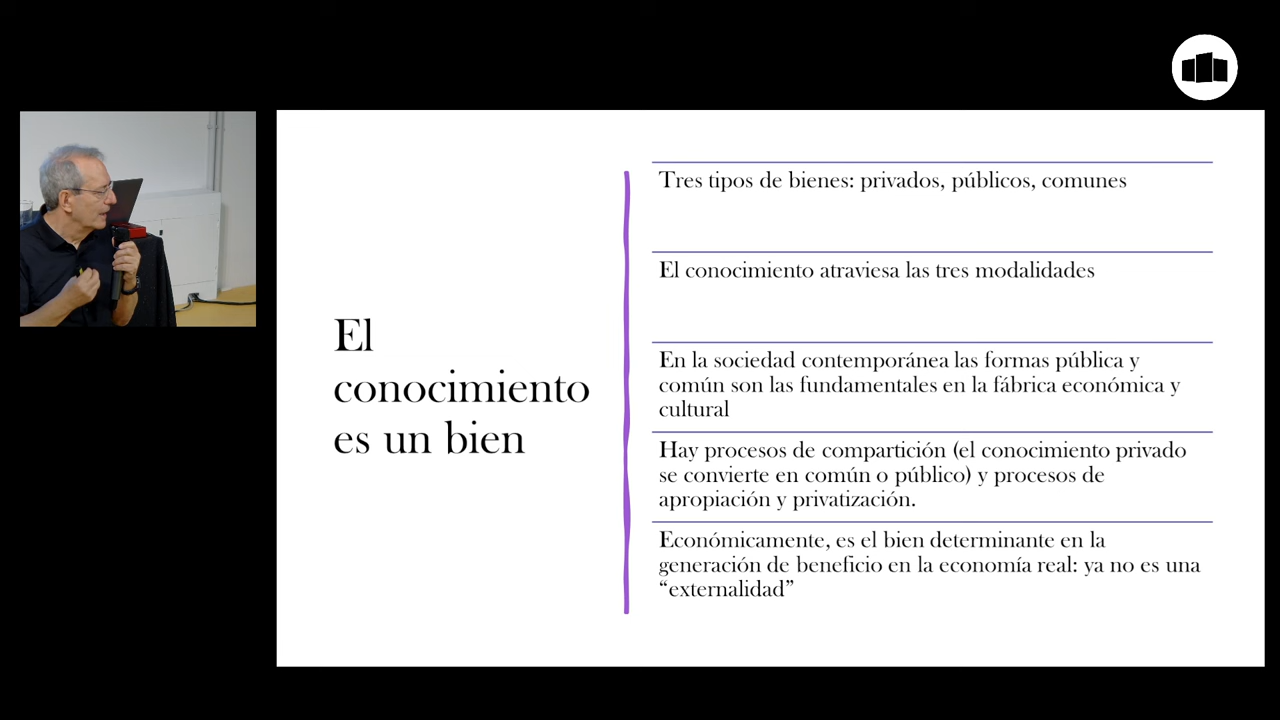 El
conocimiento
es un bien
Tres tipos de bienes: privados, públicos, comunes
El conocimiento atraviesa las tres modalidades
En la sociedad contemporánea las formas pública y
común son las fundamentales en la fábrica económica y
cultural
Hay procesos de compartición (el conocimiento privado
se convierte en común o público) y procesos de
apropiación y privatización.
Económicamente, es el bien determinante en la
generación de beneficio en la economía real: ya no es una
“externalidad”